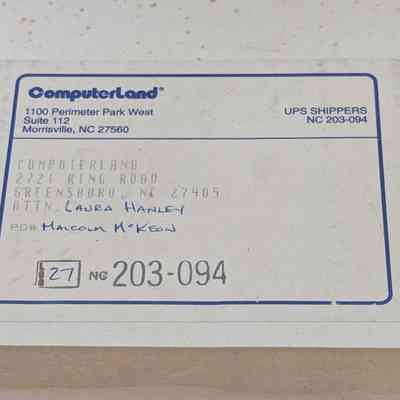 ComputerLand®
1100 Perimeter Park West
Suite 112
Morrisville, NC 27560
UPS SHIPPERS
NC 203-094
COMPUTERLAND
2721 RING ROAD
GREENSBORO, NC 27405
ATTN. LAURA HANLEY
PO# MALCOLM McKEON
27 NC 203-094